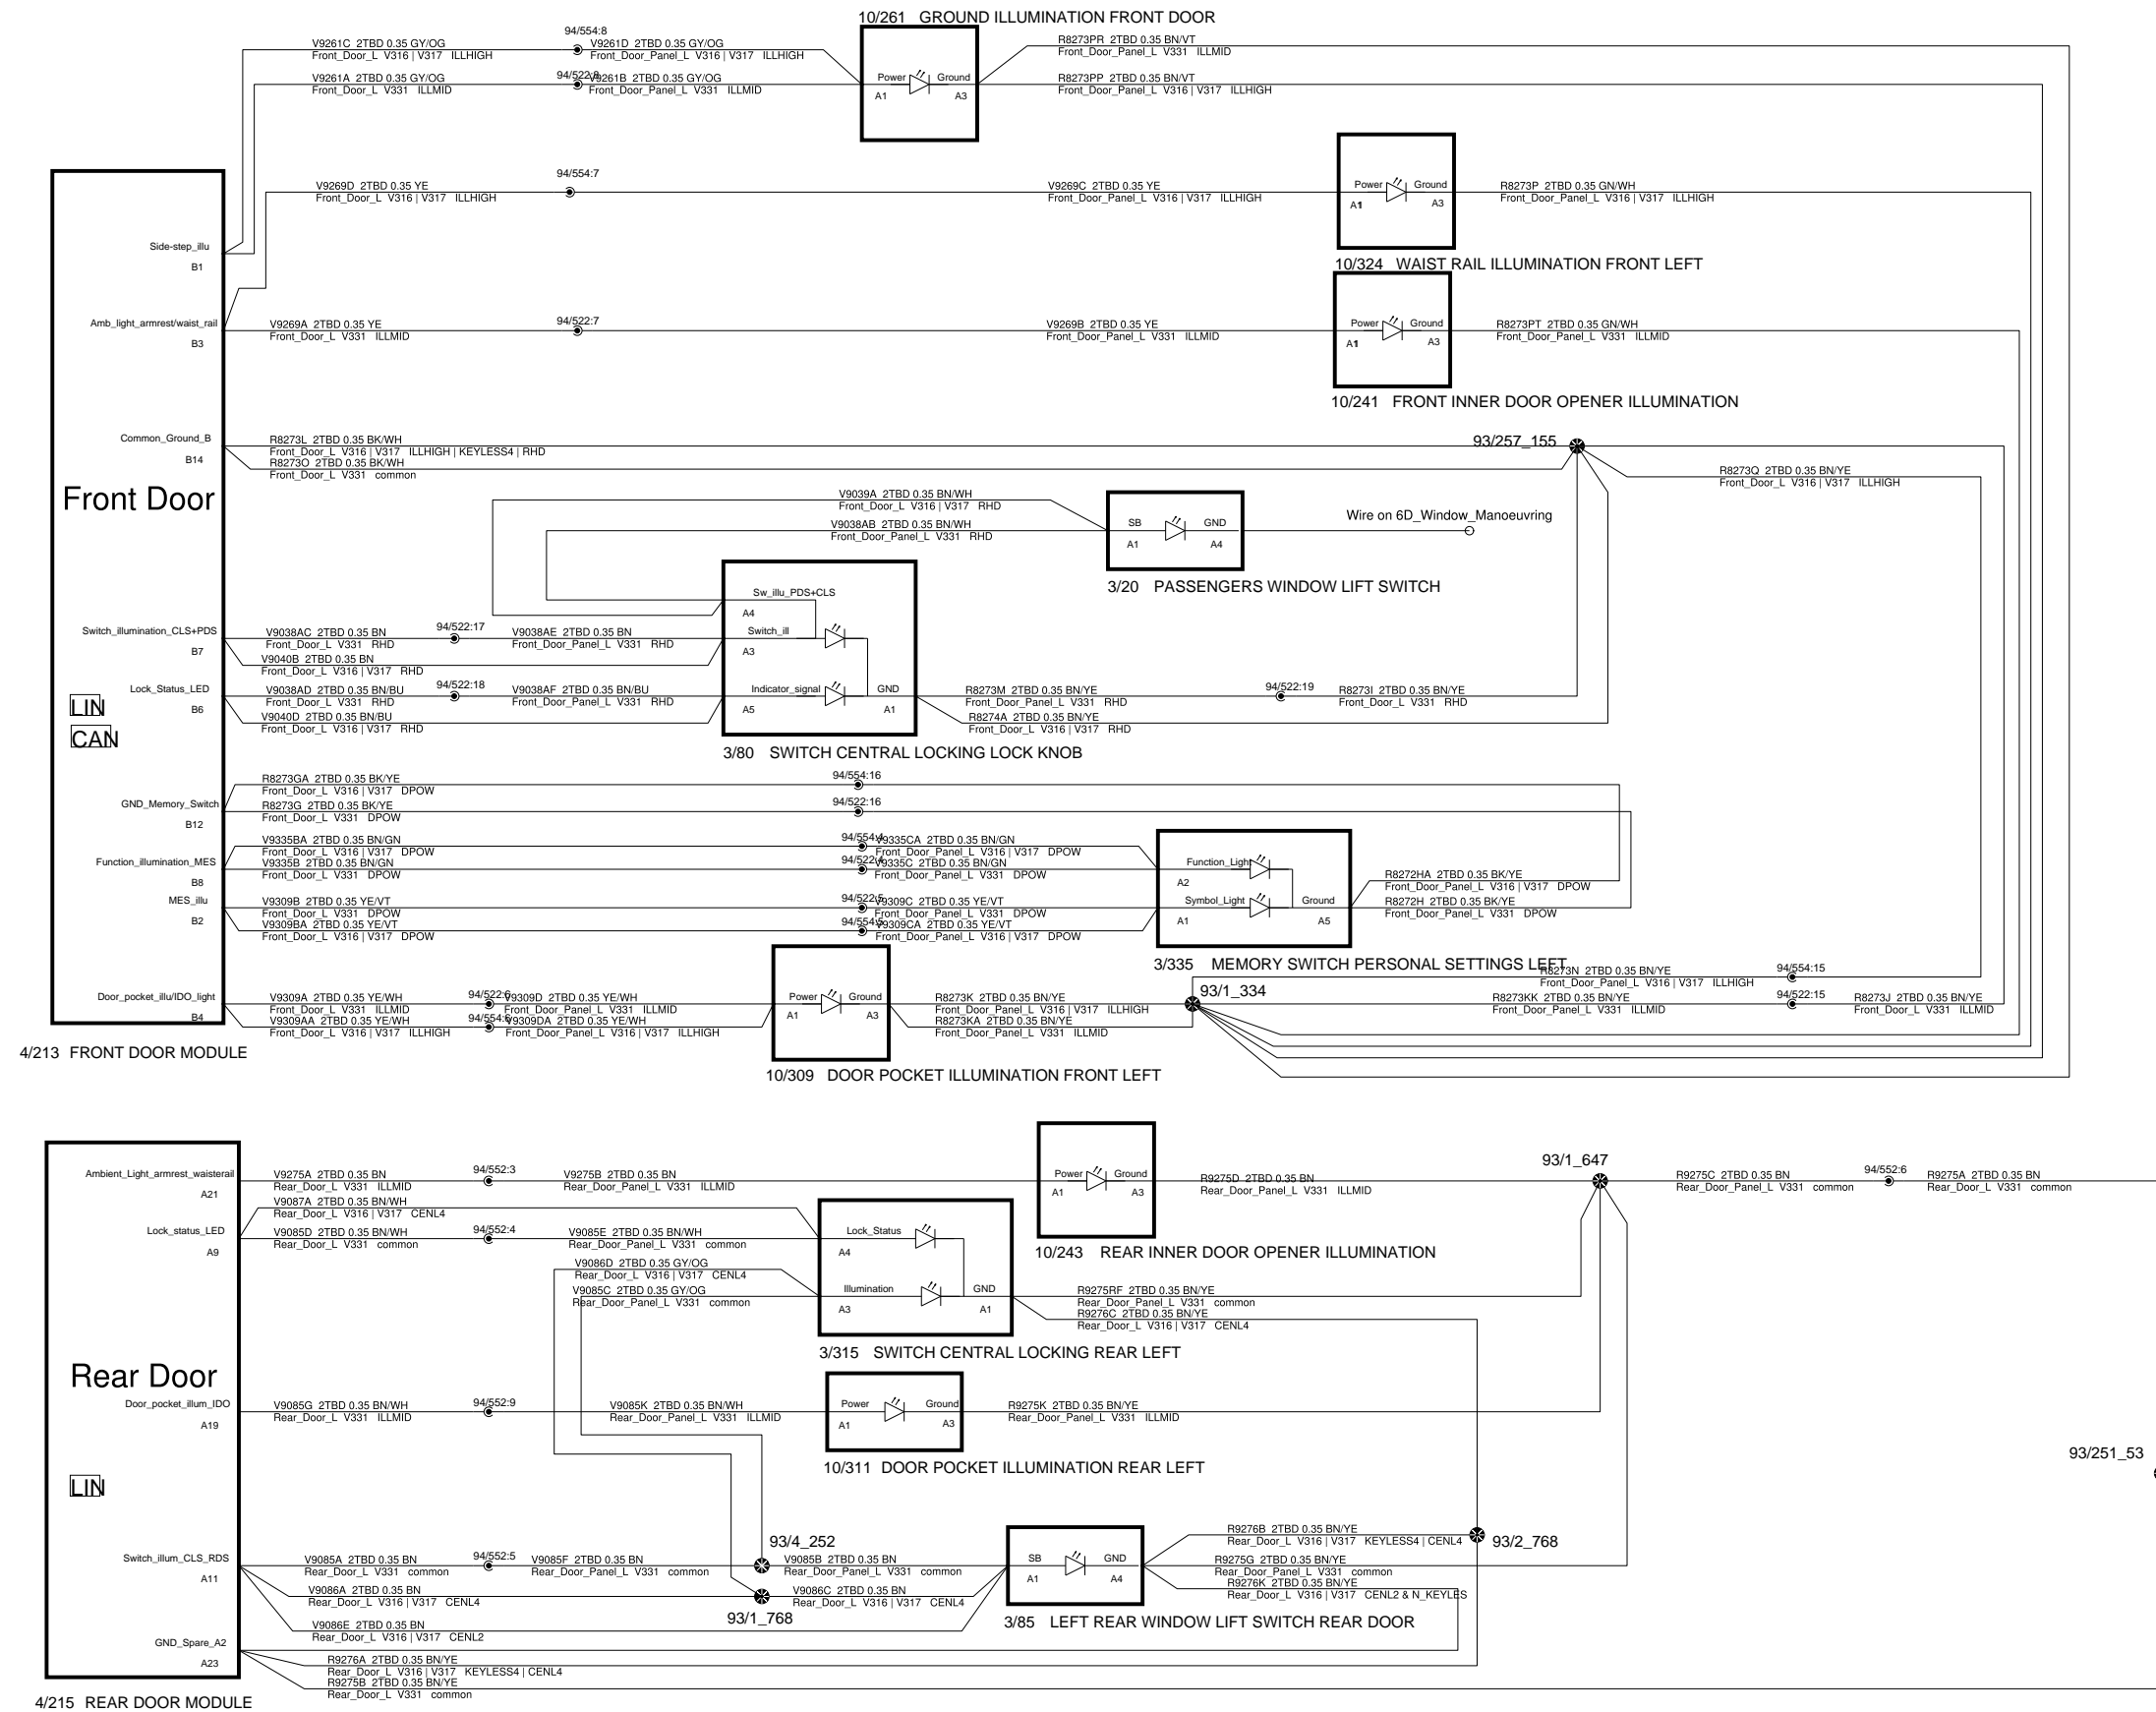 10/261 GROUND ILLUMINATION FRONT DOOR
94/554:8
V9261C 2TBD 0.35 GY/OG
Front_Door_L V316 | V317 ILLHIGH
V9261D 2TBD 0.35 GY/OG
Front_Door_Panel_L V316 | V317 ILLHIGH
R8273PR 2TBD 0.35 BN/VT
Front_Door_Panel_L V331 ILLMID
94/522:8
V9261A 2TBD 0.35 GY/OG
Front_Door_L V331 ILLMID
V9261B 2TBD 0.35 GY/OG
Front_Door_Panel_L V331 ILLMID
Power Ground
A1 A3
R8273PP 2TBD 0.35 BN/VT
Front_Door_Panel_L V316 | V317 ILLHIGH
94/554:7
V9269D 2TBD 0.35 YE
Front_Door_L V316 | V317 ILLHIGH
V9269C 2TBD 0.35 YE
Front_Door_Panel_L V316 | V317 ILLHIGH
Power Ground
A1 A3
R8273P 2TBD 0.35 GN/WH
Front_Door_Panel_L V316 | V317 ILLHIGH
10/324 WAIST RAIL ILLUMINATION FRONT LEFT
Side-step_illu
B1
Amb_light_armrest/waist_rail
B3
V9269A 2TBD 0.35 YE
Front_Door_L V331 ILLMID
94/522:7
V9269B 2TBD 0.35 YE
Front_Door_Panel_L V331 ILLMID
Power Ground
A1 A3
R8273PT 2TBD 0.35 GN/WH
Front_Door_Panel_L V331 ILLMID
10/241 FRONT INNER DOOR OPENER ILLUMINATION
Common_Ground_B
B14
R8273L 2TBD 0.35 BK/WH
Front_Door_L V316 | V317 ILLHIGH | KEYLESS4 | RHD
R8273O 2TBD 0.35 BK/WH
Front_Door_L V331 common
93/257_155
R8273Q 2TBD 0.35 BN/YE
Front_Door_L V316 | V317 ILLHIGH
Front Door
V9039A 2TBD 0.35 BN/WH
Front_Door_L V316 | V317 RHD
V9038AB 2TBD 0.35 BN/WH
Front_Door_Panel_L V331 RHD
SB GND
A1 A4
Wire on 6D_Window_Manoeuvring
3/20 PASSENGERS WINDOW LIFT SWITCH
Sw_illu_PDS+CLS
A4
Switch_illumination_CLS+PDS
B7
V9038AC 2TBD 0.35 BN
Front_Door_L V331 RHD
94/522:17
V9038AE 2TBD 0.35 BN
Front_Door_Panel_L V331 RHD
Switch_ill
A3
V9040B 2TBD 0.35 BN
Front_Door_L V316 | V317 RHD
Lock_Status_LED
B6
V9038AD 2TBD 0.35 BN/BU
Front_Door_L V331 RHD
94/522:18
V9038AF 2TBD 0.35 BN/BU
Front_Door_Panel_L V331 RHD
Indicator_signal GND
A5 A1
R8273M 2TBD 0.35 BN/YE
Front_Door_Panel_L V331 RHD
94/522:19
R8273I 2TBD 0.35 BN/YE
Front_Door_L V331 RHD
V9040D 2TBD 0.35 BN/BU
Front_Door_L V316 | V317 RHD
R8274A 2TBD 0.35 BN/YE
Front_Door_L V316 | V317 RHD
LIN
CAN
3/80 SWITCH CENTRAL LOCKING LOCK KNOB
GND_Memory_Switch
B12
R8273GA 2TBD 0.35 BK/YE
Front_Door_L V316 | V317 DPOW
94/554:16
R8273G 2TBD 0.35 BK/YE
Front_Door_L V331 DPOW
94/522:16
Function_illumination_MES
B8
V9335BA 2TBD 0.35 BN/GN
Front_Door_L V316 | V317 DPOW
94/554:4
V9335CA 2TBD 0.35 BN/GN
Front_Door_Panel_L V316 | V317 DPOW
V9335B 2TBD 0.35 BN/GN
Front_Door_L V331 DPOW
94/522:4
V9335C 2TBD 0.35 BN/GN
Front_Door_Panel_L V331 DPOW
Function_Light
A2
R8272HA 2TBD 0.35 BK/YE
Front_Door_Panel_L V316 | V317 DPOW
MES_illu
B2
V9309B 2TBD 0.35 YE/VT
Front_Door_L V331 DPOW
94/522:5
V9309C 2TBD 0.35 YE/VT
Front_Door_Panel_L V331 DPOW
Symbol_Light Ground
A1 A5
R8272H 2TBD 0.35 BK/YE
Front_Door_Panel_L V331 DPOW
V9309BA 2TBD 0.35 YE/VT
Front_Door_L V316 | V317 DPOW
94/554:5
V9309CA 2TBD 0.35 YE/VT
Front_Door_Panel_L V316 | V317 DPOW
3/335 MEMORY SWITCH PERSONAL SETTINGS LEFT
R8273N 2TBD 0.35 BN/YE
Front_Door_Panel_L V316 | V317 ILLHIGH
94/554:15
Door_pocket_illu/IDO_light
B4
V9309A 2TBD 0.35 YE/WH
Front_Door_L V331 ILLMID
94/522:6
V9309D 2TBD 0.35 YE/WH
Front_Door_Panel_L V331 ILLMID
Power Ground
A1 A3
R8273K 2TBD 0.35 BN/YE
Front_Door_Panel_L V316 | V317 ILLHIGH
93/1_334
R8273KK 2TBD 0.35 BN/YE
Front_Door_Panel_L V331 ILLMID
94/522:15
R8273J 2TBD 0.35 BN/YE
Front_Door_L V331 ILLMID
V9309AA 2TBD 0.35 YE/WH
Front_Door_L V316 | V317 ILLHIGH
94/554:6
V9309DA 2TBD 0.35 YE/WH
Front_Door_Panel_L V316 | V317 ILLHIGH
R8273KA 2TBD 0.35 BN/YE
Front_Door_Panel_L V331 ILLMID
4/213 FRONT DOOR MODULE
10/309 DOOR POCKET ILLUMINATION FRONT LEFT
Ambient_Light_armrest_waisterail
A21
V9275A 2TBD 0.35 BN
Rear_Door_L V331 ILLMID
94/552:3
V9275B 2TBD 0.35 BN
Rear_Door_Panel_L V331 ILLMID
Power Ground
A1 A3
R9275D 2TBD 0.35 BN
Rear_Door_Panel_L V331 ILLMID
93/1_647
R9275C 2TBD 0.35 BN
Rear_Door_Panel_L V331 common
94/552:6
R9275A 2TBD 0.35 BN
Rear_Door_L V331 common
10/243 REAR INNER DOOR OPENER ILLUMINATION
V9087A 2TBD 0.35 BN/WH
Rear_Door_L V316 | V317 CENL4
Lock_status_LED
A9
V9085D 2TBD 0.35 BN/WH
Rear_Door_L V331 common
94/552:4
V9085E 2TBD 0.35 BN/WH
Rear_Door_Panel_L V331 common
Lock_Status
A4
V9086D 2TBD 0.35 GY/OG
Rear_Door_L V316 | V317 CENL4
V9085C 2TBD 0.35 GY/OG
Rear_Door_Panel_L V331 common
Illumination GND
A3 A1
R9275RF 2TBD 0.35 BN/YE
Rear_Door_Panel_L V331 common
R9276C 2TBD 0.35 BN/YE
Rear_Door_L V316 | V317 CENL4
3/315 SWITCH CENTRAL LOCKING REAR LEFT
Rear Door
Door_pocket_illum_IDO
A19
V9085G 2TBD 0.35 BN/WH
Rear_Door_L V331 ILLMID
94/552:9
V9085K 2TBD 0.35 BN/WH
Rear_Door_Panel_L V331 ILLMID
Power Ground
A1 A3
R9275K 2TBD 0.35 BN/YE
Rear_Door_Panel_L V331 ILLMID
10/311 DOOR POCKET ILLUMINATION REAR LEFT
93/251_53
LIN
Switch_illum_CLS_RDS
A11
V9085A 2TBD 0.35 BN
Rear_Door_L V331 common
94/552:5
V9085F 2TBD 0.35 BN
Rear_Door_Panel_L V331 common
93/4_252
V9085B 2TBD 0.35 BN
Rear_Door_Panel_L V331 common
SB GND
A1 A4
R9276B 2TBD 0.35 BN/YE
Rear_Door_L V316 | V317 KEYLESS4 | CENL4
93/2_768
R9275G 2TBD 0.35 BN/YE
Rear_Door_Panel_L V331 common
R9276K 2TBD 0.35 BN/YE
Rear_Door_L V316 | V317 CENL2 & N_KEYLES
V9086A 2TBD 0.35 BN
Rear_Door_L V316 | V317 CENL4
93/1_768
V9086C 2TBD 0.35 BN
Rear_Door_L V316 | V317 CENL4
V9086E 2TBD 0.35 BN
Rear_Door_L V316 | V317 CENL2
3/85 LEFT REAR WINDOW LIFT SWITCH REAR DOOR
GND_Spare_A2
A23
R9276A 2TBD 0.35 BN/YE
Rear_Door_L V316 | V317 KEYLESS4 | CENL4
R9275B 2TBD 0.35 BN/YE
Rear_Door_L V331 common
4/215 REAR DOOR MODULE